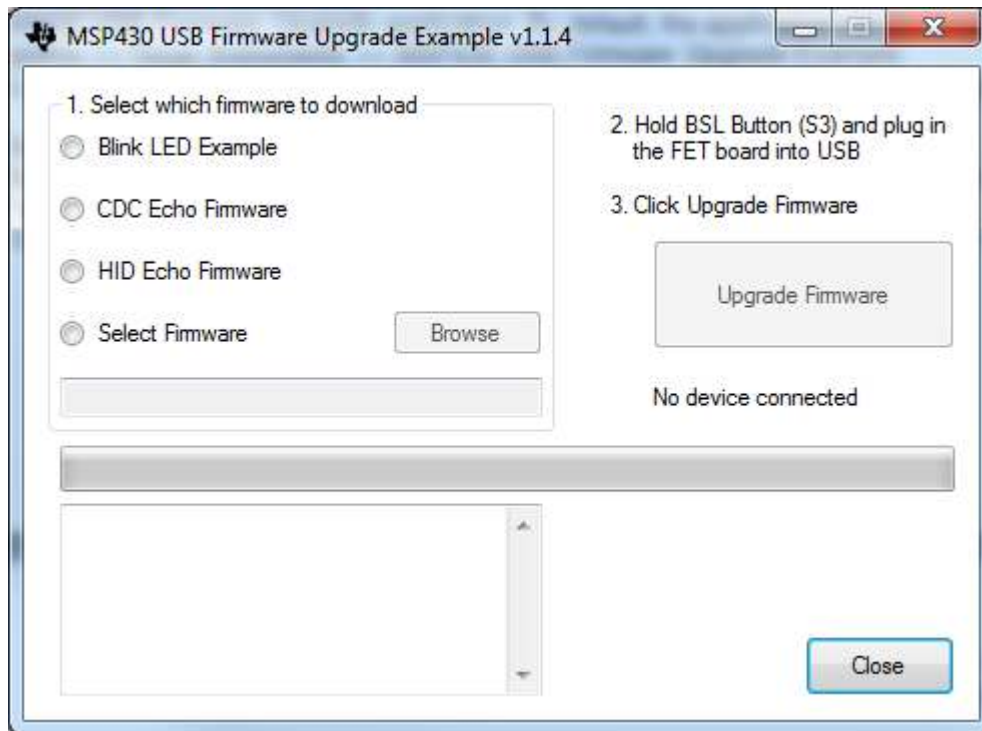 MSP430 USB Firmware Upgrade Example v1.1.4
1. Select which firmware to download
Blink LED Example
CDC Echo Firmware
HID Echo Firmware
Select Firmware
Browse
2. Hold BSL Button (S3) and plug in
the FET board into USB
3. Click Upgrade Firmware
Upgrade Firmware
No device connected
Close